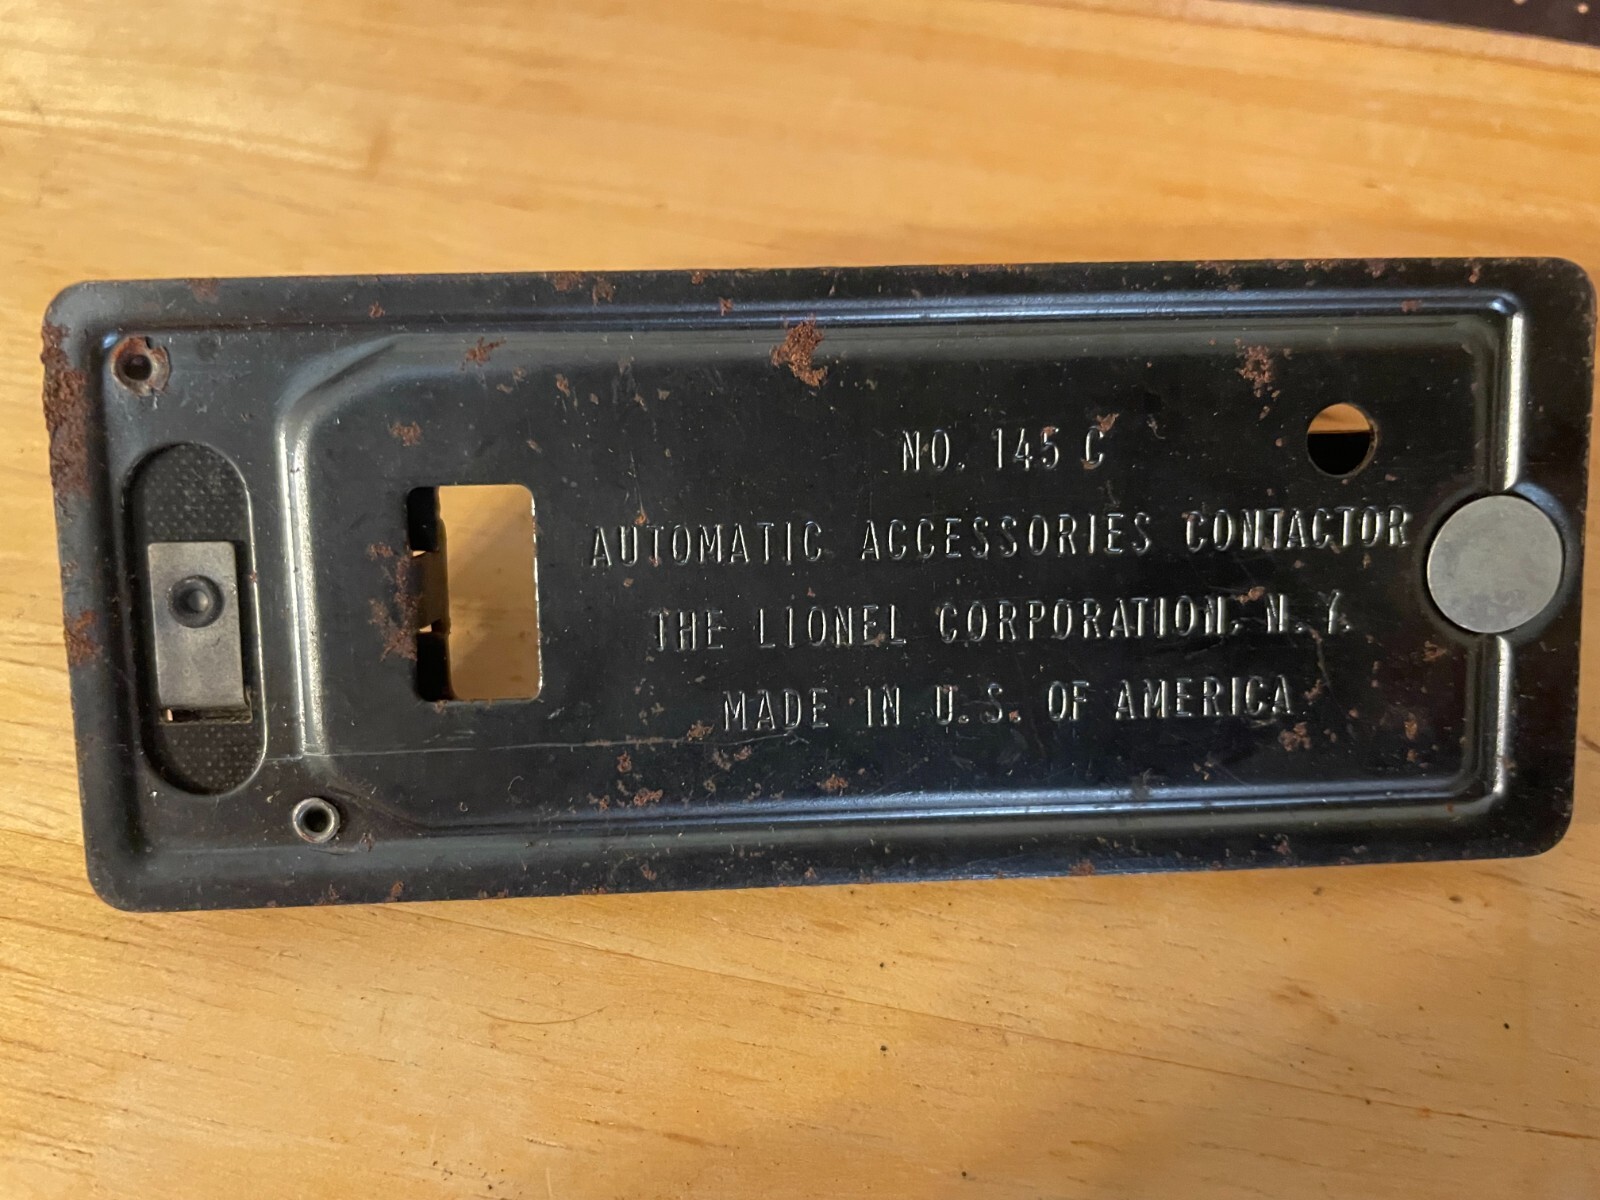 NO. 145 C
AUTOMATIC ACCESSORIES CONTACTOR
THE LIONEL CORPORATION, N. Y.
MADE IN U. S. OF AMERICA